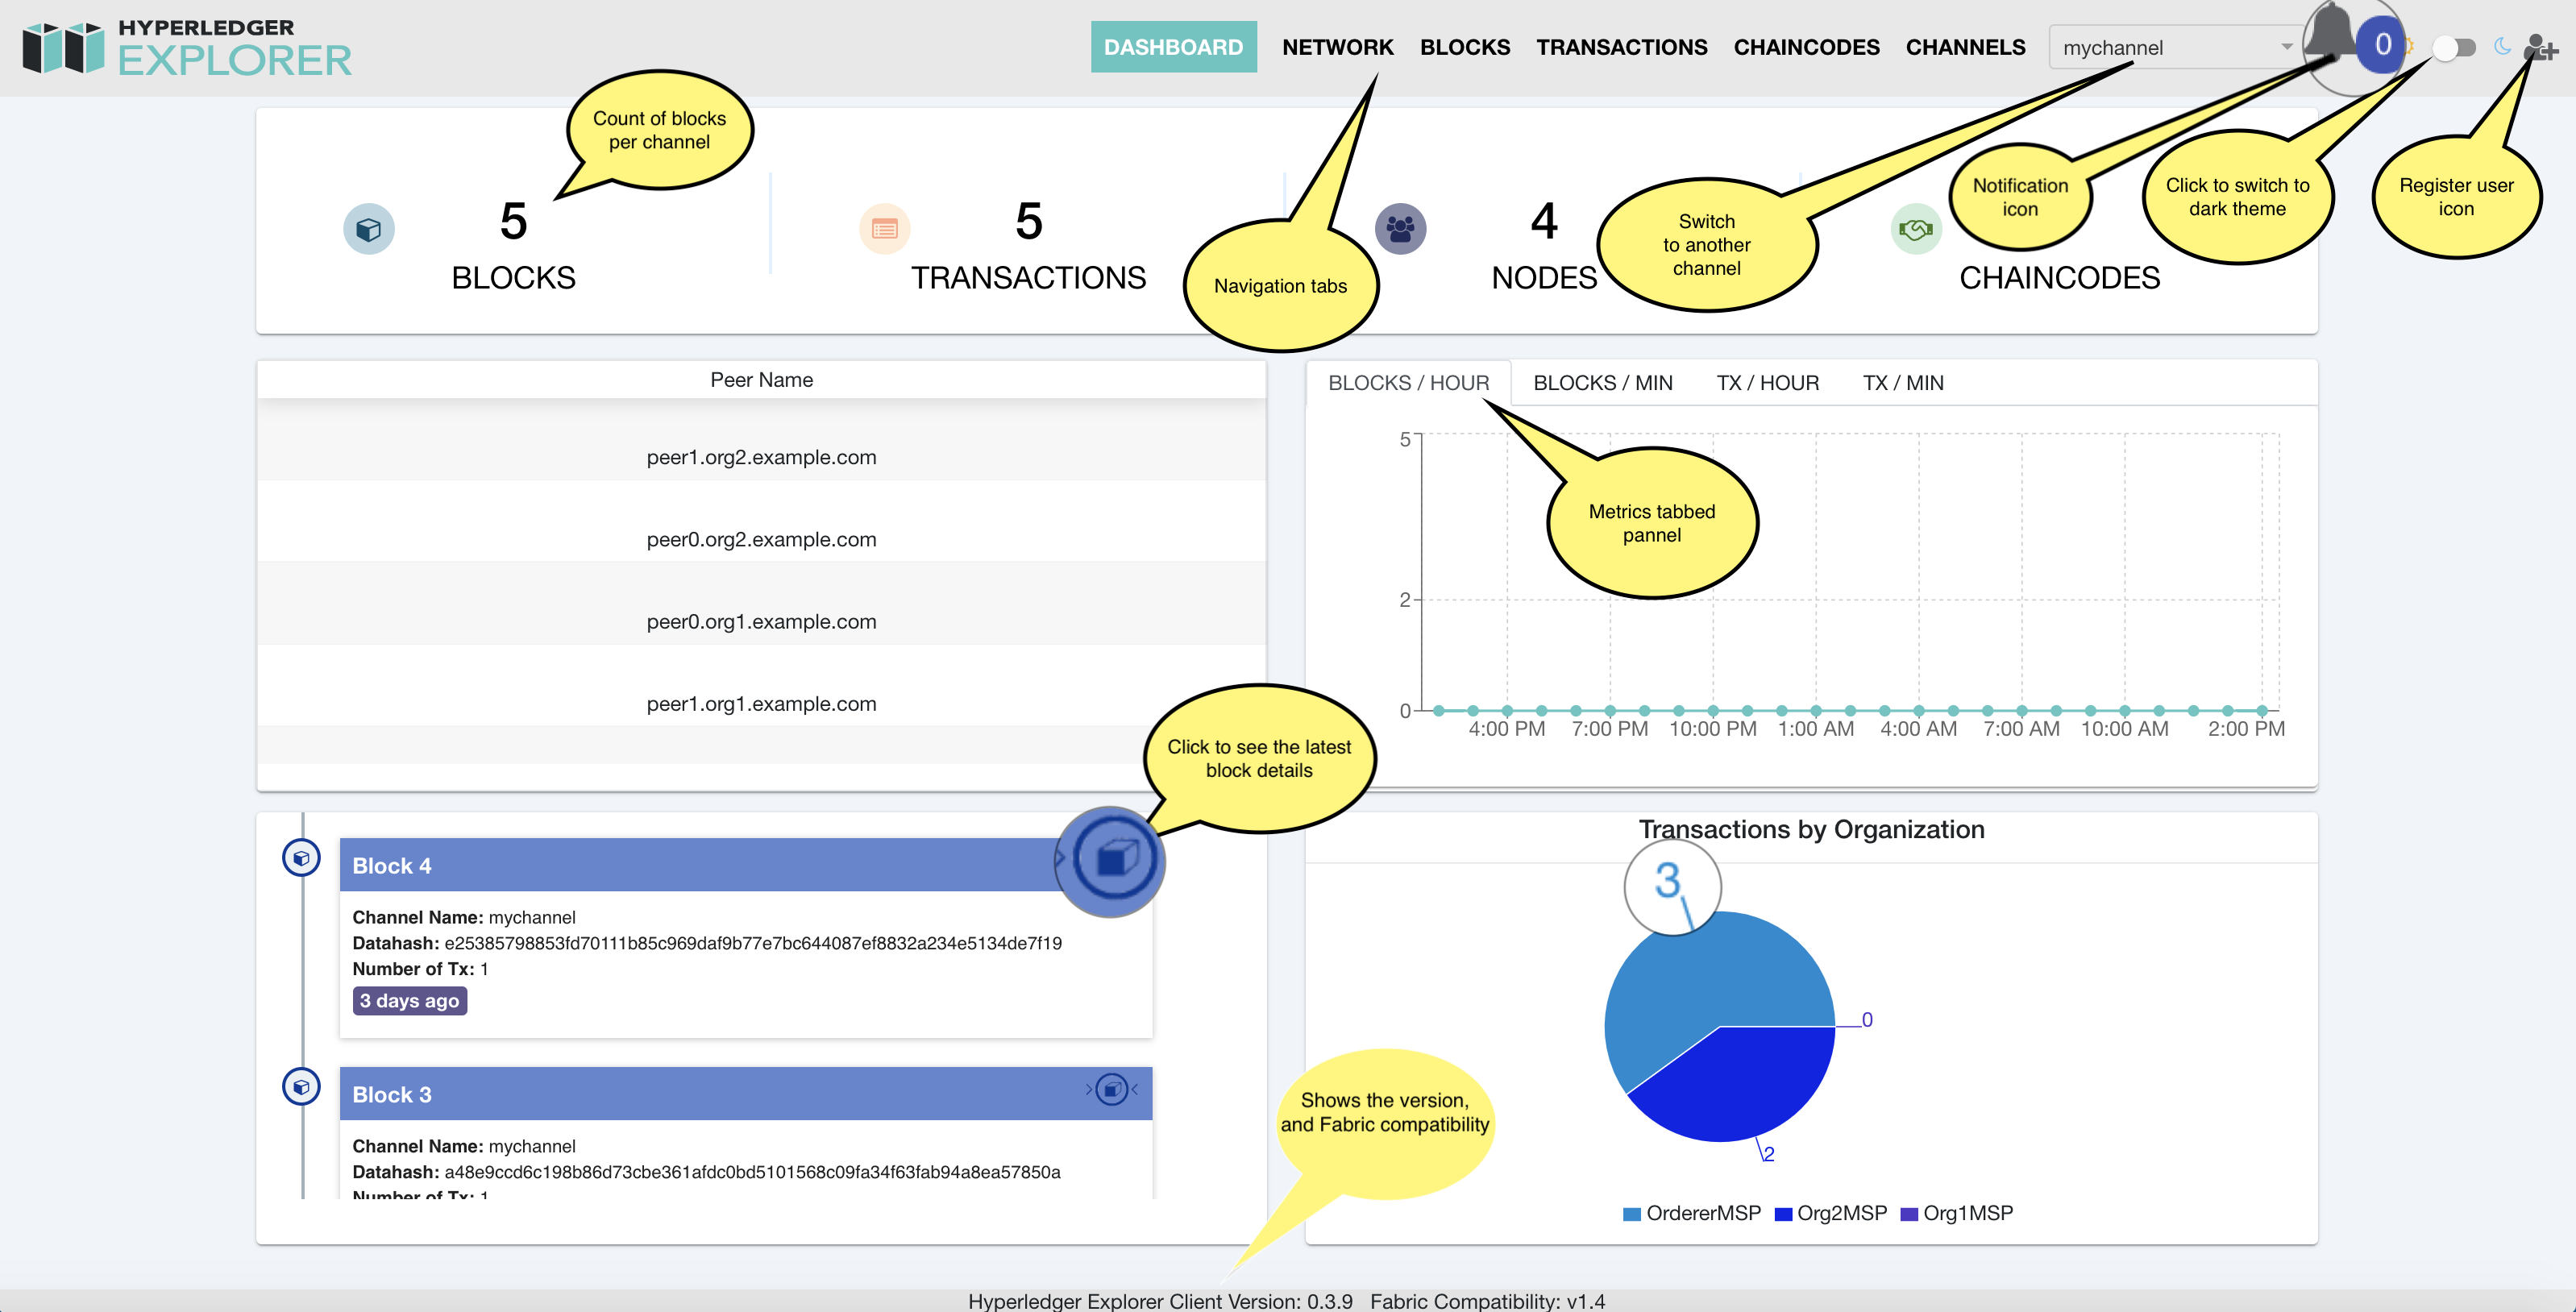 HYPERLEDGER
EXPLORER
DASHBOARD NETWORK BLOCKS TRANSACTIONS CHAINCODES CHANNELS mychannel 0
Count of blocks
per channel
Navigation tabs
Switch
to another
channel
Notification
icon
Click to switch to
dark theme
Register user
icon
5
BLOCKS
5
TRANSACTIONS
4
NODES
CHAINCODES
Peer Name
peer1.org2.example.com
peer0.org2.example.com
peer0.org1.example.com
peer1.org1.example.com
BLOCKS / HOUR BLOCKS / MIN TX / HOUR TX / MIN
Metrics tabbed
pannel
5
2
0
4:00 PM 7:00 PM 10:00 PM 1:00 AM 4:00 AM 7:00 AM 10:00 AM 2:00 PM
Click to see the latest
block details
Block 4
Channel Name: mychannel
Datahash: e25385798853fd70111b85c969daf9b77e7bc644087ef8832a234e5134de7f19
Number of Tx: 1
3 days ago
Block 3
Channel Name: mychannel
Datahash: a48e9ccd6c198b86d73cbe361afdc0bd5101568c09fa34f63fab94a8ea57850a
Number of Tx: 1
Transactions by Organization
3
0
2
OrdererMSP Org2MSP Org1MSP
Shows the version,
and Fabric compatibility
Hyperledger Explorer Client Version: 0.3.9 Fabric Compatibility: v1.4